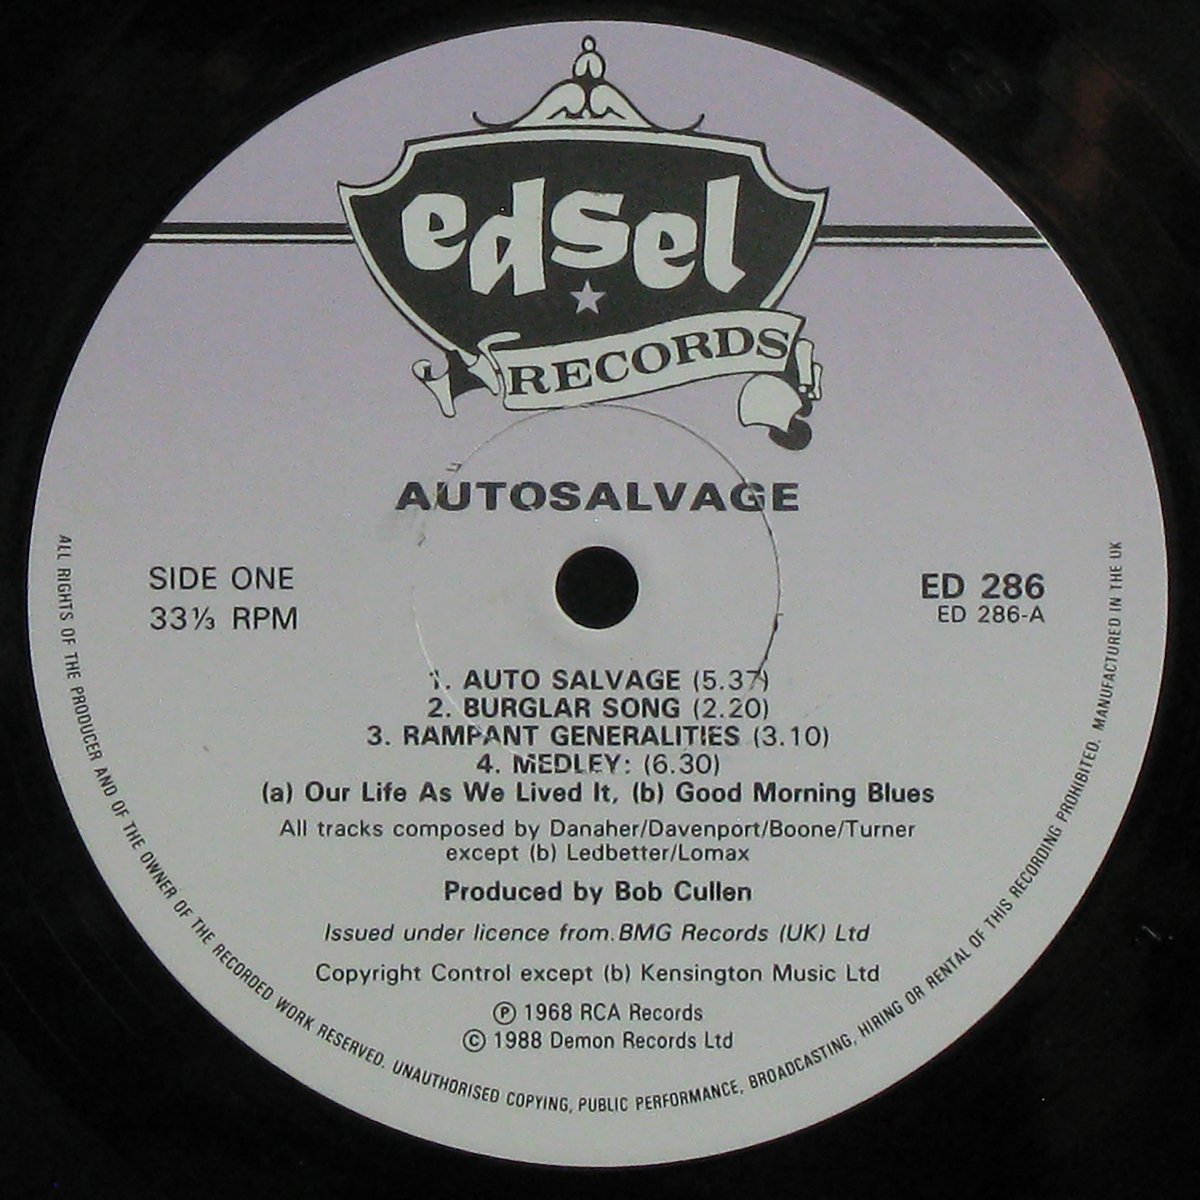 edsel
RECORDS
AUTOSALVAGE
SIDE ONE
33⅓ RPM
ED 286
ED 286-A
1. AUTO SALVAGE (5.37)
2. BURGLAR SONG (2.20)
3. RAMPANT GENERALITIES (3.10)
4. MEDLEY: (6.30)
(a) Our Life As We Lived It, (b) Good Morning Blues
All tracks composed by Danaher/Davenport/Boone/Turner
except (b) Ledbetter/Lomax
Produced by Bob Cullen
Issued under licence from.BMG Records (UK) Ltd
Copyright Control except (b) Kensington Music Ltd
℗ 1968 RCA Records
© 1988 Demon Records Ltd
ALL RIGHTS OF THE PRODUCER AND OF THE OWNER OF THE RECORDED WORK RESERVED. UNAUTHORISED COPYING, PUBLIC PERFORMANCE, BROADCASTING, HIRING OR RENTAL OF THIS RECORDING PROHIBITED. MANUFACTURED IN THE UK